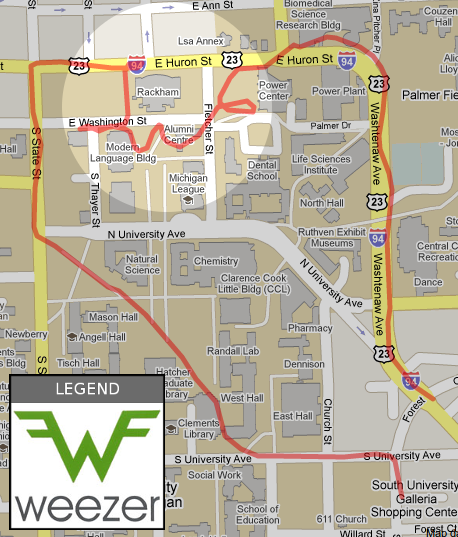 E Ann St
Biomedical
Science
Research Bldg
Couzens
Hall
Lsa Annex
23
94
E Huron St
23
E Huron St
94
23
Rackham
Power
Center
Power Plant
Palmer Field
E Washington St
Fletcher St
Alumni
Centre
Palmer Dr
S State St
Hall
Modern
Language Bldg
Washtenaw Ave
Life Sciences
Institute
Dental
School
S Thayer St
Michigan
League
North Hall
23
N University Ave
Ruthven Exhibit
Museums
94
Natural
Science
Chemistry
Central C
Recreatio
Clarence Cook
Little Bldg (CCL)
N University Ave
Washtenaw Ave
Dance
Mason Hall
Newberry
Angell Hall
Pharmacy
Randall Lab
23
Tisch Hall
Dennison
94
Hatcher
Graduate
Library
West Hall
Church St
Forest
LEGEND
East Hall
Clements
Library
S University Ave
S University Ave
Social Work
weezer
South University
Galleria
Shopping Center
School of
Education
611 Church
Willard St
Forest Ct
Map